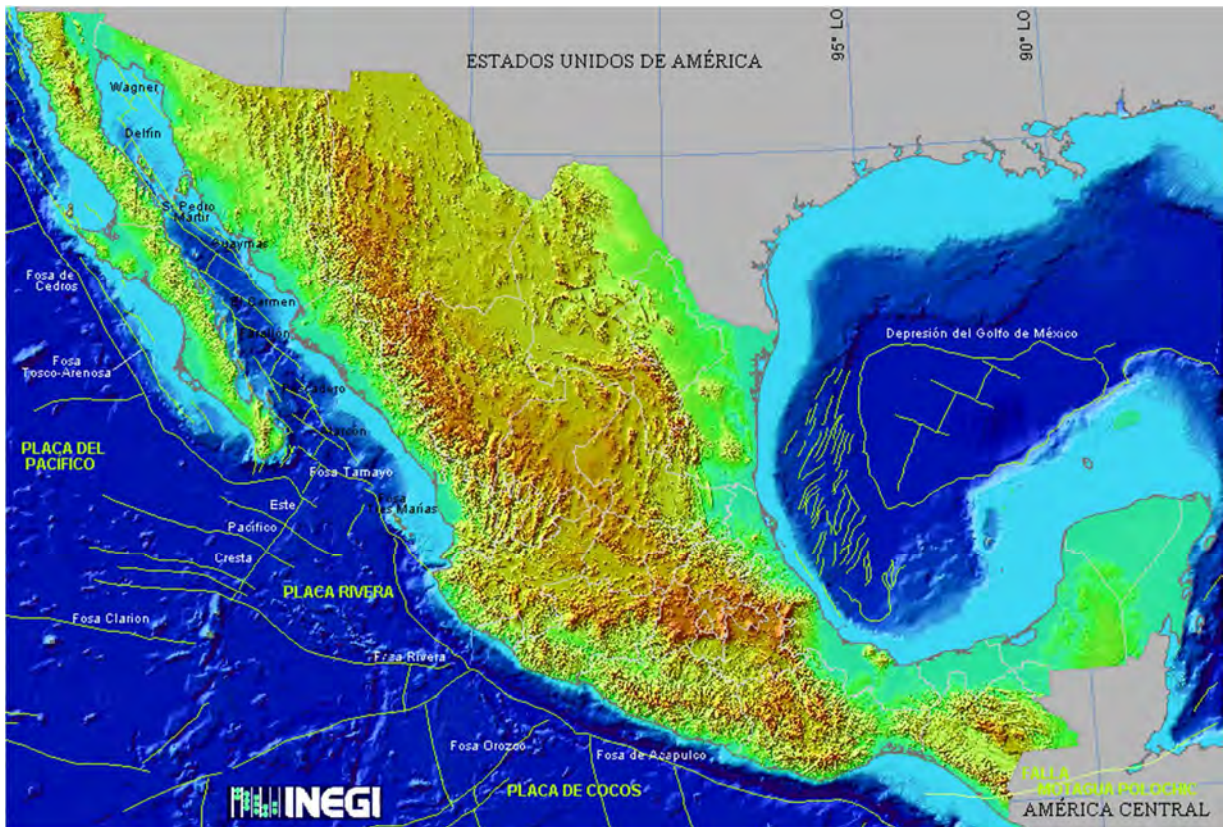 ESTADOS UNIDOS DE AMÉRICA
95° LO
90° LO
Wagner
Delfín
S. Pedro
Martir
Guaymas
Fosa de
Cedros
El Carmen
Farallón
Fosa
Tosco-Arenosa
Depresión del Golfo de México
Pescadero
Alarcón
PLACA DEL
PACÍFICO
Fosa Tamayo
Fosa
Tres Marías
Este
Pacífico
Cresta
PLACA RIVERA
Fosa Clarion
Fosa Rivera
Fosa Orozco
Fosa de Acapulco
PLACA DE COCOS
FALLA
MOTAGUA POLOCHIC
AMÉRICA CENTRAL
INEGI